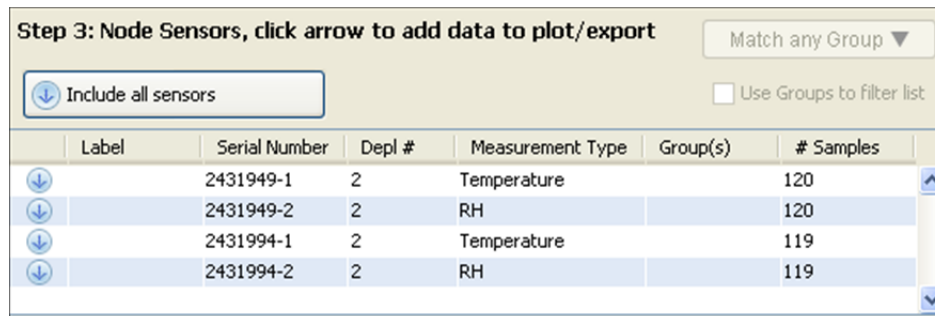 Step 3: Node Sensors, click arrow to add data to plot/export
Match any Group ▼
Include all sensors
Use Groups to filter list
Label Serial Number Depl # Measurement Type Group(s) # Samples
2431949-1 2 Temperature 120
2431949-2 2 RH 120
2431994-1 2 Temperature 119
2431994-2 2 RH 119